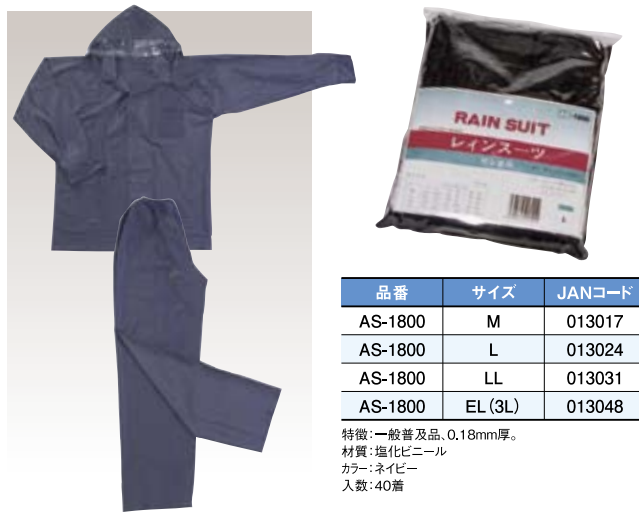 1800
RAIN SUIT
レインスーツ
品番 サイズ JANコード
AS-1800 M 013017
AS-1800 L 013024
AS-1800 LL 013031
AS-1800 EL(3L) 013048
特徴:一般普及品、0.18mm厚。
材質:塩化ビニール
カラー:ネイビー
入数:40着